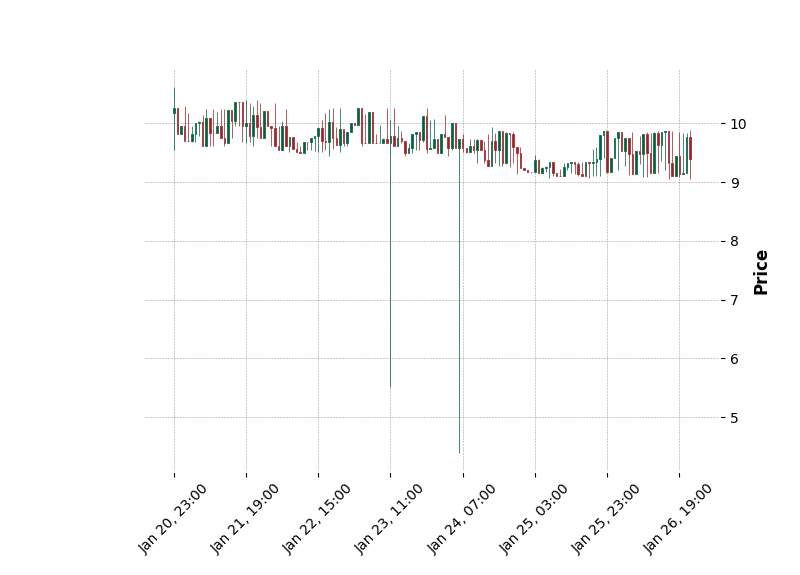 10
9
8
7
6
5
Price
Jan 20, 23:00
Jan 21, 19:00
Jan 22, 15:00
Jan 23, 11:00
Jan 24, 07:00
Jan 25, 03:00
Jan 25, 23:00
Jan 26, 19:00